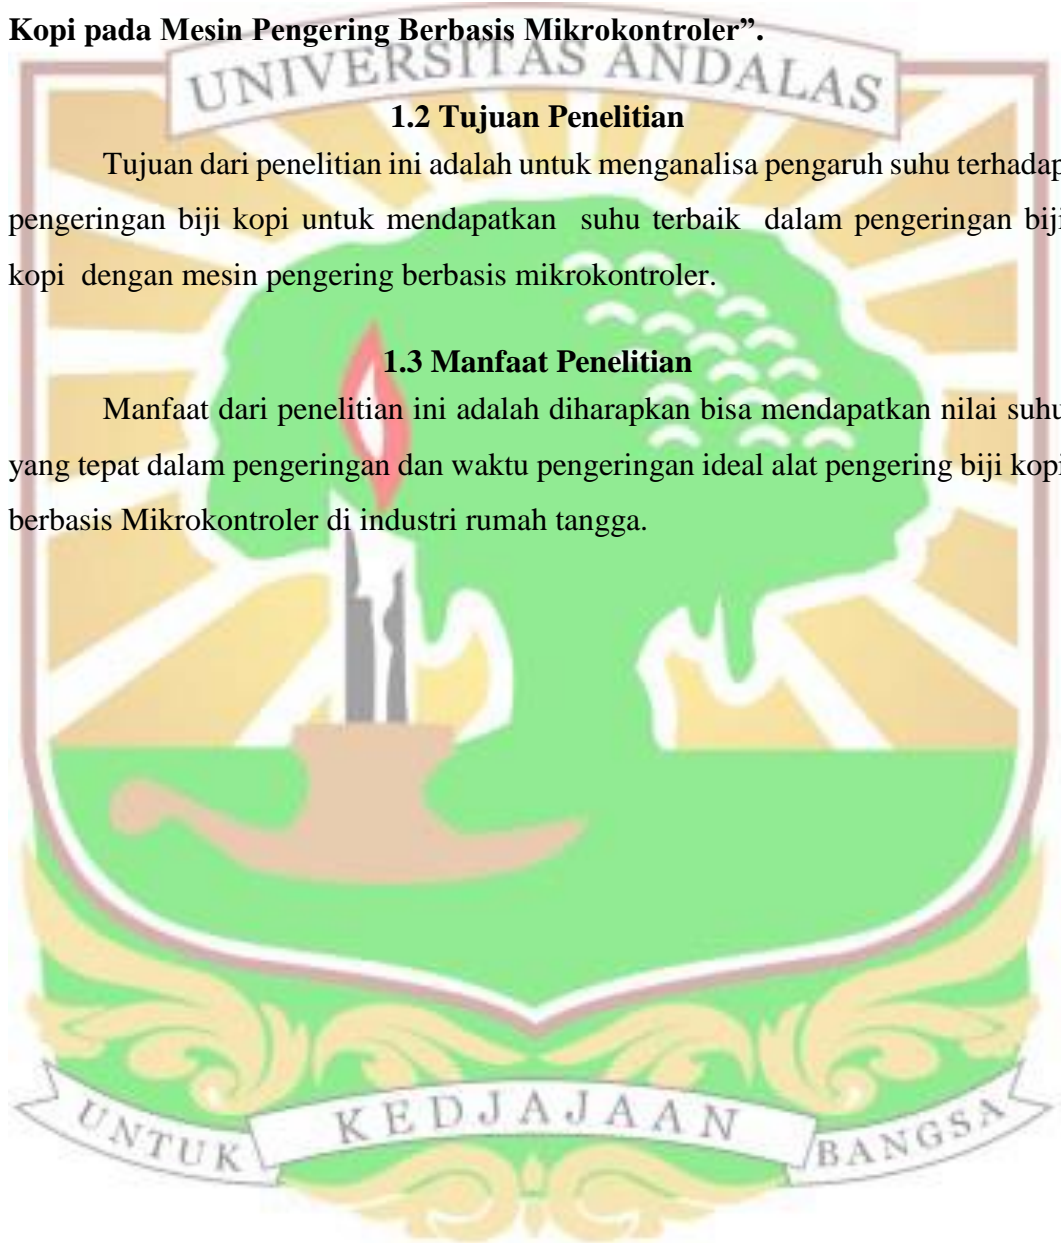 Kopi pada Mesin Pengering Berbasis Mikrokontroler”.
UNIVERSITAS ANDALAS
1.2 Tujuan Penelitian
Tujuan dari penelitian ini adalah untuk menganalisa pengaruh suhu terhadap
pengeringan biji kopi untuk mendapatkan suhu terbaik dalam pengeringan biji
kopi dengan mesin pengering berbasis mikrokontroler.
1.3 Manfaat Penelitian
Manfaat dari penelitian ini adalah diharapkan bisa mendapatkan nilai suhu
yang tepat dalam pengeringan dan waktu pengeringan ideal alat pengering biji kopi
berbasis Mikrokontroler di industri rumah tangga.
UNTUK KEDJAJAAN BANGSA